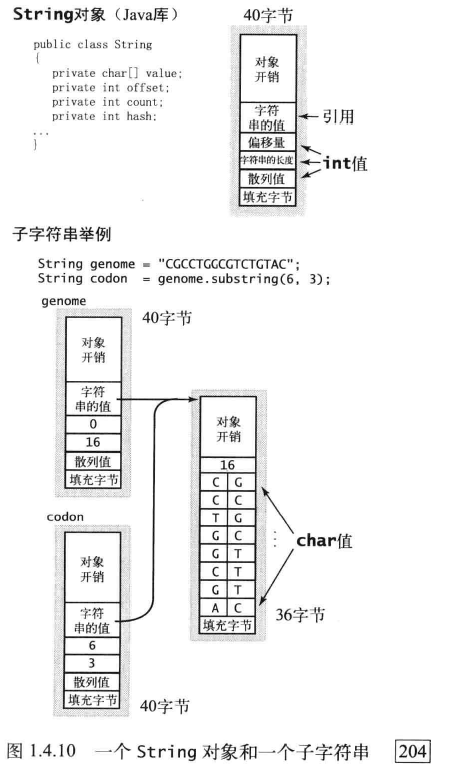 String对象（Java库）
public class String
{
private char[] value;
private int offset;
private int count;
private int hash;
...
}
40字节
对象
开销
字符
串的值
偏移量
字符串的长度
散列值
填充字节
引用
int值
子字符串举例
String genome = "CGCCTGGCGTCTGTAC";
String codon = genome.substring(6, 3);
genome
40字节
对象
开销
字符
串的值
0
16
散列值
填充字节
codon
对象
开销
字符
串的值
6
3
散列值
填充字节
40字节
对象
开销
16
C G
C C
T G
G C
G T
C T
G T
A C
填充字节
char值
36字节
图 1.4.10 一个 String 对象和一个子字符串 204